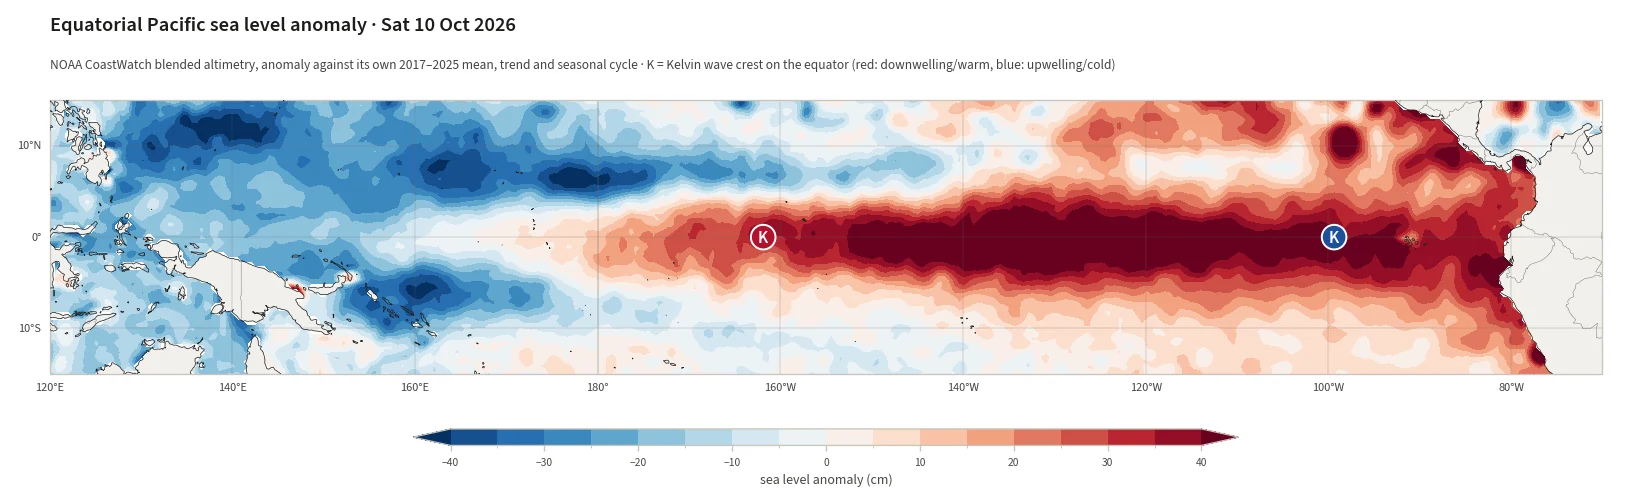 Equatorial Pacific sea level anomaly · Sat 10 Oct 2026
NOAA CoastWatch blended altimetry, anomaly against its own 2017–2025 mean, trend and seasonal cycle · K = Kelvin wave crest on the equator (red: downwelling/warm, blue: upwelling/cold)
10°N
0°
K K
10°S
120°E 140°E 160°E 180° 160°W 140°W 120°W 100°W 80°W
−40 −30 −20 −10 0 10 20 30 40
sea level anomaly (cm)